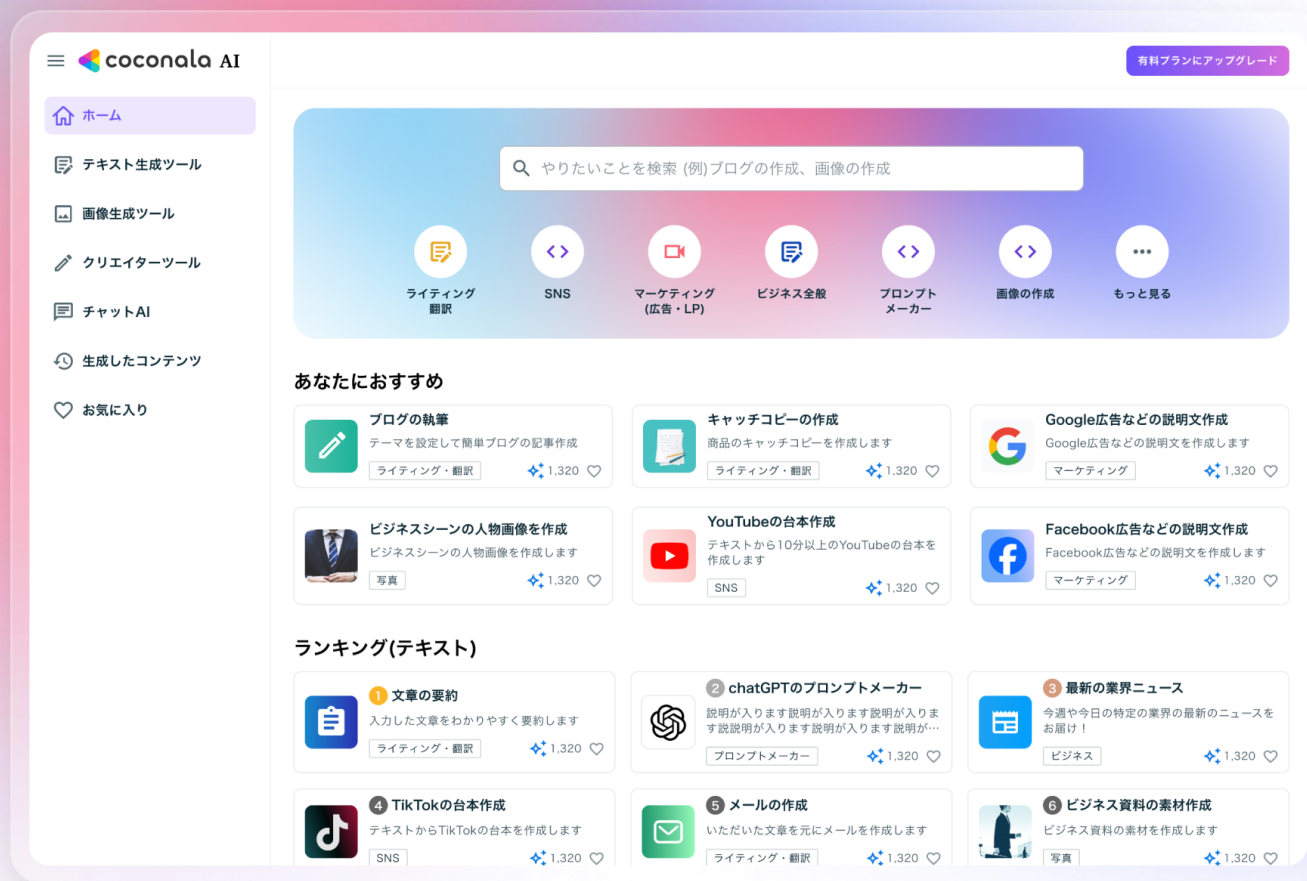 coconala AI
有料プランにアップグレード
ホーム
テキスト生成ツール
画像生成ツール
クリエイターツール
チャットAI
生成したコンテンツ
お気に入り
やりたいことを検索 (例)ブログの作成、画像の作成
ライティング
翻訳
SNS
マーケティング
(広告・LP)
ビジネス全般
プロンプト
メーカー
画像の作成
もっと見る
あなたにおすすめ
ブログの執筆
テーマを設定して簡単ブログの記事作成
ライティング・翻訳
1,320
キャッチコピーの作成
商品のキャッチコピーを作成します
ライティング・翻訳
1,320
Google広告などの説明文作成
Google広告などの説明文を作成します
マーケティング
1,320
ビジネスシーンの人物画像を作成
ビジネスシーンの人物画像を作成します
写真
1,320
YouTubeの台本作成
テキストから10分以上のYouTubeの台本を
作成します
SNS
1,320
Facebook広告などの説明文作成
Facebook広告などの説明文を作成します
マーケティング
1,320
ランキング(テキスト)
1 文章の要約
入力した文章をわかりやすく要約します
ライティング・翻訳
1,320
2 chatGPTのプロンプトメーカー
説明が入ります説明が入ります説明が入りま
す説説明が入ります説明が入ります説明が…
プロンプトメーカー
1,320
3 最新の業界ニュース
今週や今日の特定の業界の最新のニュースを
お届け！
ビジネス
1,320
4 TikTokの台本作成
テキストからTikTokの台本を作成します
SNS
1,320
5 メールの作成
いただいた文章を元にメールを作成します
ライティング・翻訳
1,320
6 ビジネス資料の素材作成
ビジネス資料の素材を作成します
写真
1,320